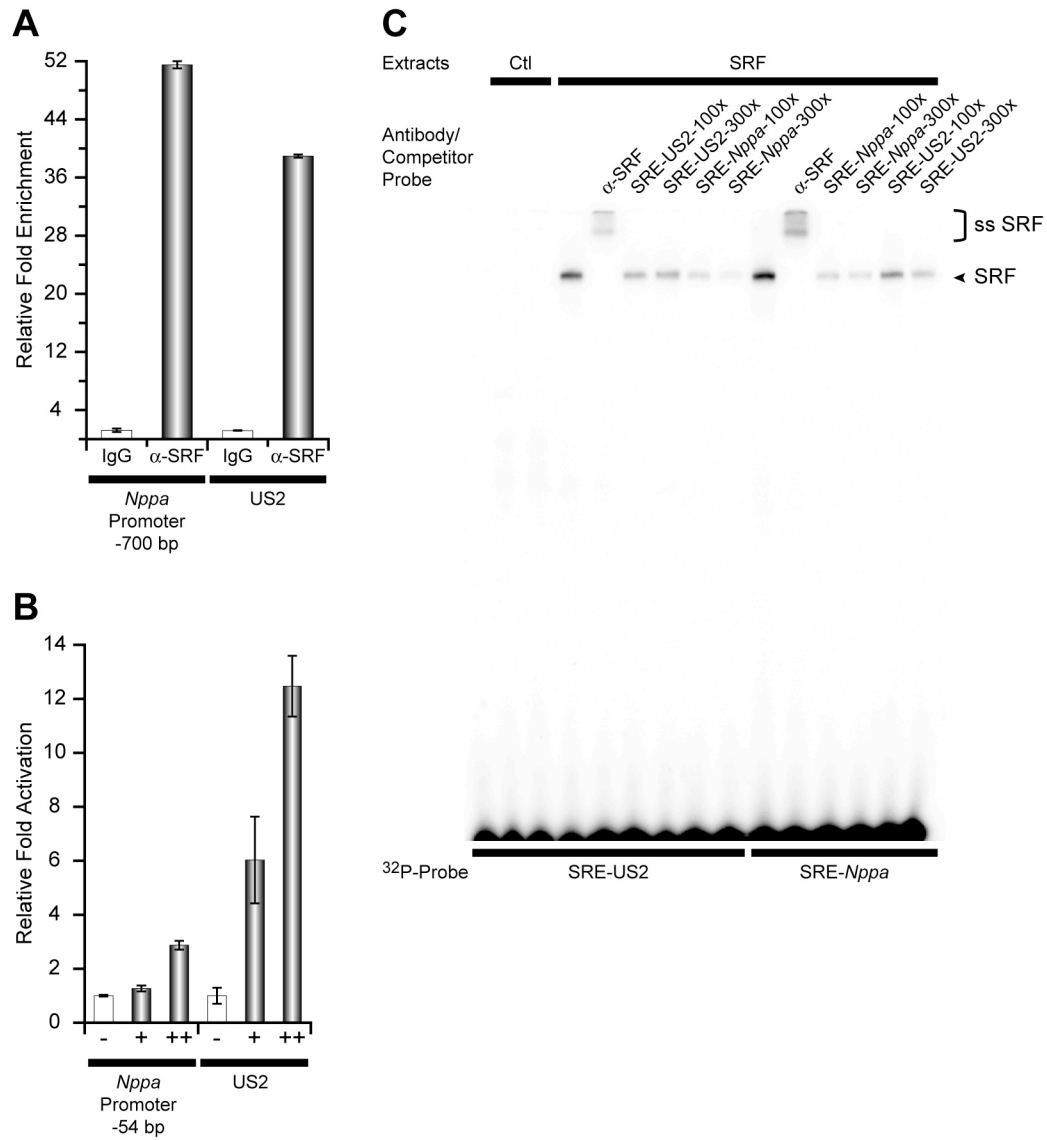 A
Relative Fold Enrichment
52
44
36
28
20
12
4
IgG α-SRF IgG α-SRF
Nppa
Promoter
-700 bp
US2
B
Relative Fold Activation
14
12
10
8
6
4
2
0
- + ++ - + ++
Nppa
Promoter
-54 bp
US2
C
Extracts Ctl SRF
Antibody/
Competitor
Probe
α-SRF
SRE-US2-100x
SRE-US2-300x
SRE-Nppa-100x
SRE-Nppa-300x
α-SRF
SRE-Nppa-100x
SRE-Nppa-300x
SRE-US2-100x
SRE-US2-300x
ss SRF
SRF
32P-Probe SRE-US2 SRE-Nppa